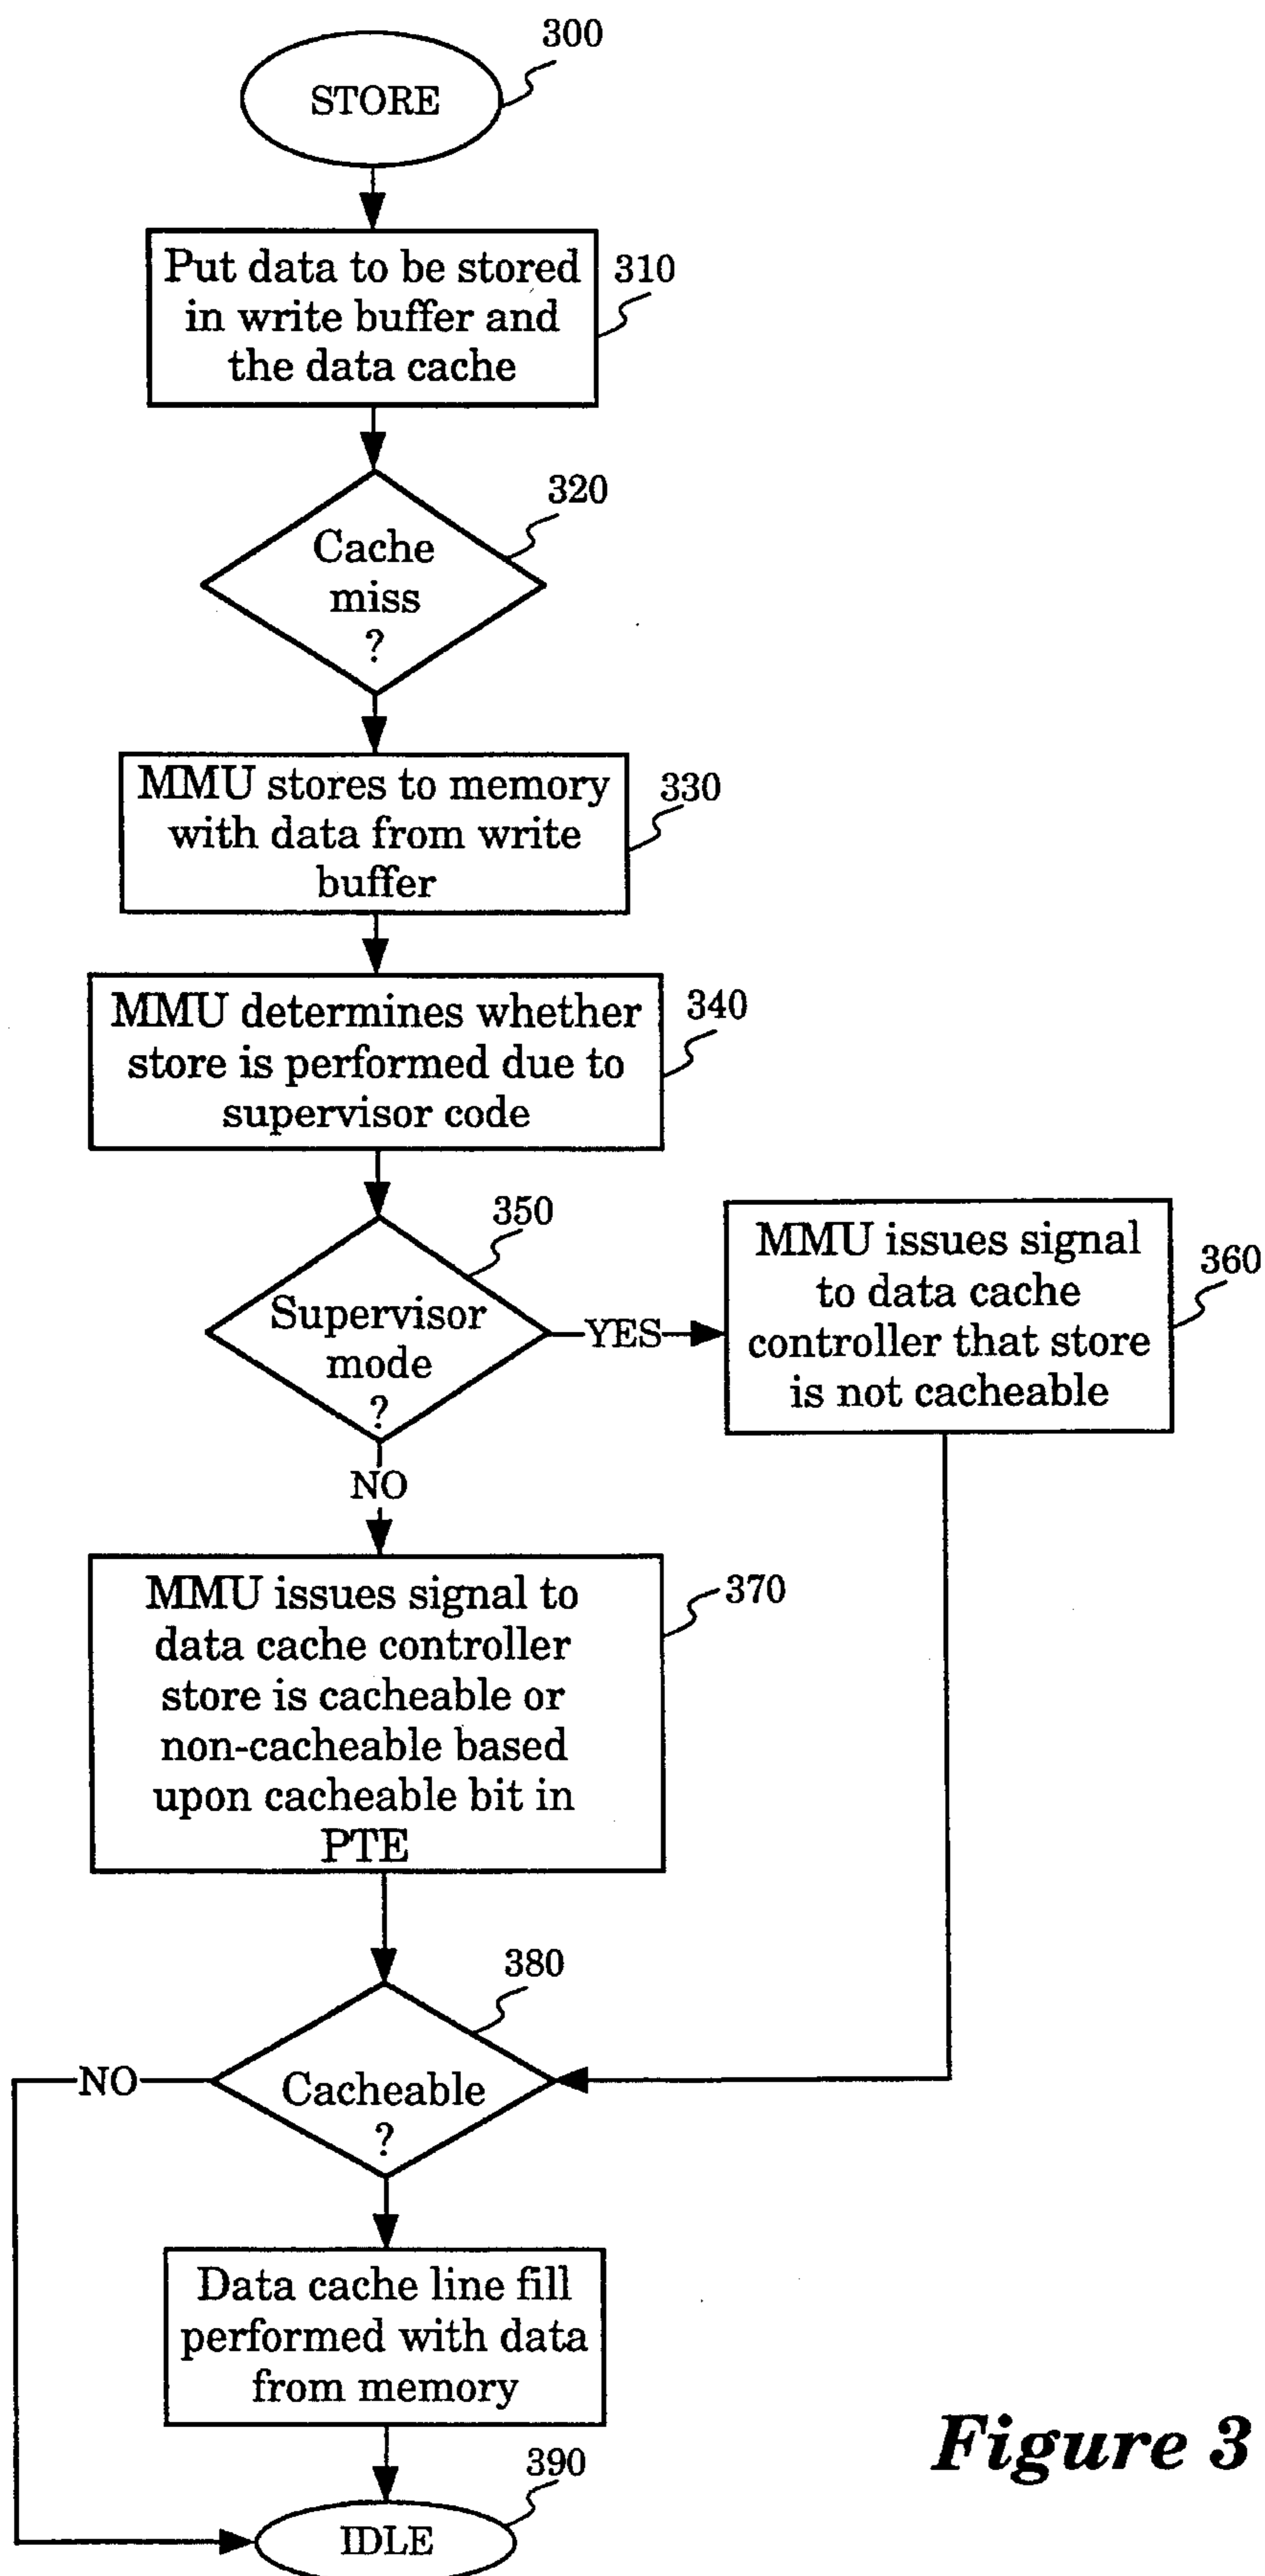 300
STORE
Put data to be stored
in write buffer and
the data cache
310
320
Cache
miss
?
MMU stores to memory
with data from write
buffer
330
MMU determines whether
store is performed due to
supervisor code
340
350
Supervisor
mode
?
YES
MMU issues signal
to data cache
controller that store
is not cacheable
360
NO
MMU issues signal to
data cache controller
store is cacheable or
non-cacheable based
upon cacheable bit in
PTE
370
380
NO
Cacheable
?
Data cache line fill
performed with data
from memory
390
IDLE
Figure 3